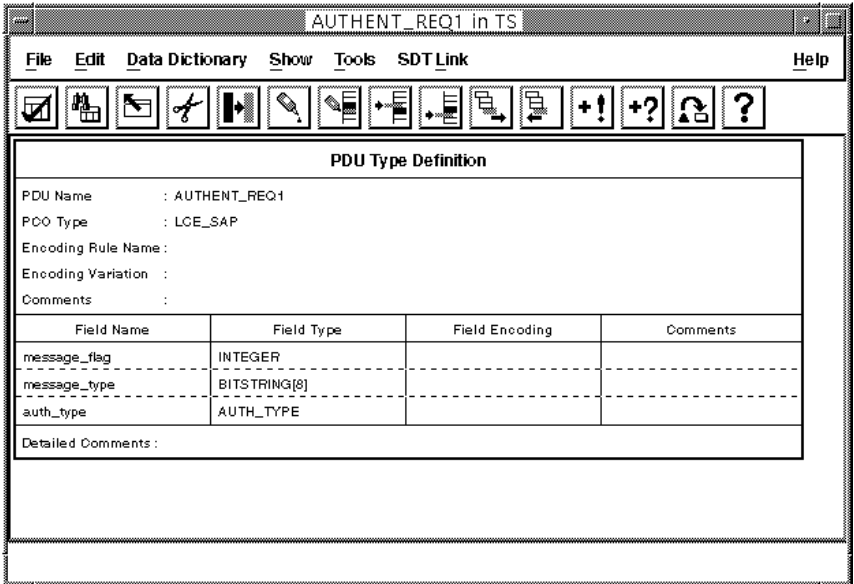 AUTHENT_REQ1 in TS
File Edit Data Dictionary Show Tools SDT Link Help
+! +? ?
PDU Type Definition
PDU Name : AUTHENT_REQ1
PCO Type : LCE_SAP
Encoding Rule Name :
Encoding Variation :
Comments :
Field Name Field Type Field Encoding Comments
message_flag INTEGER
message_type BITSTRING[8]
auth_type AUTH_TYPE
Detailed Comments :